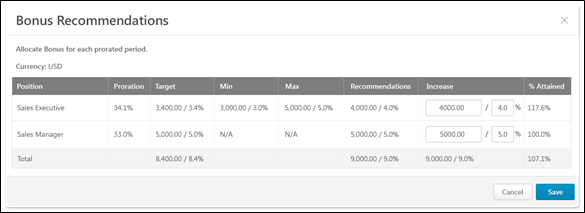 Bonus Recommendations ×
Allocate Bonus for each prorated period.
Currency: USD
Position Proration Target Min Max Recommendations Increase % Attained
Sales Executive 34.1% 3,400.00 / 3.4% 3,000.00 / 3.0% 5,000.00 / 5.0% 4,000.00 / 4.0% 4000.00 / 4.0 % 117.6%
Sales Manager 33.0% 5,000.00 / 5.0% N/A N/A 5,000.00 / 5.0% 5000.00 / 5.0 % 100.0%
Total 8,400.00 / 8.4% 9,000.00 / 9.0% 9,000.00 / 9.0% 107.1%
Cancel Save